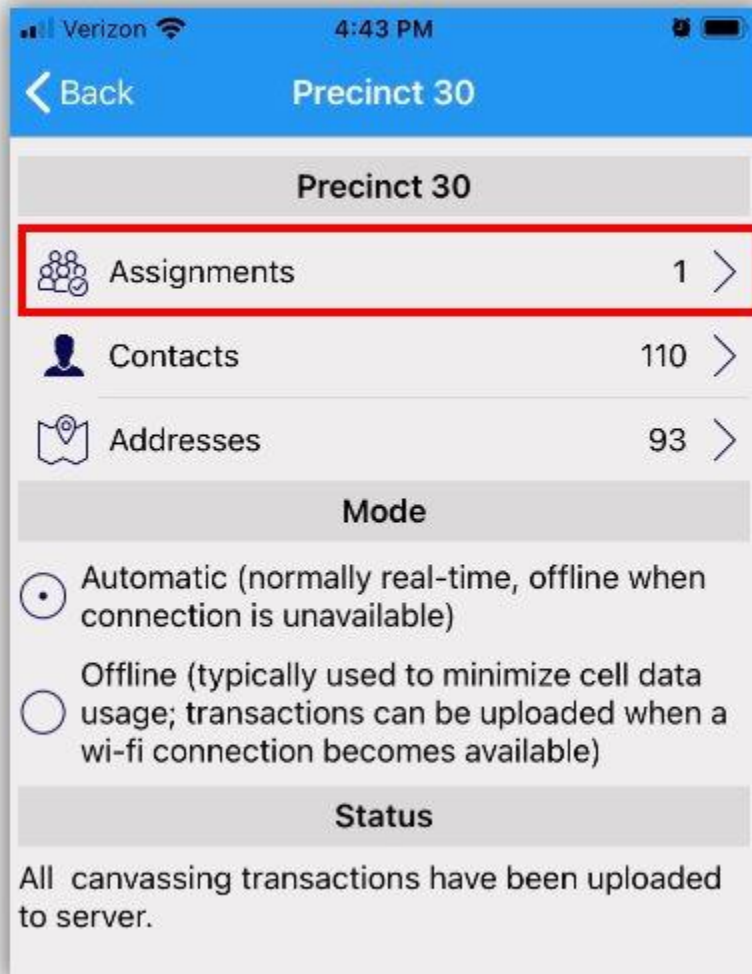 Verizon 4:43 PM
Back Precinct 30
Precinct 30
Assignments 1
Contacts 110
Addresses 93
Mode
Automatic (normally real-time, offline when
connection is unavailable)
Offline (typically used to minimize cell data
usage; transactions can be uploaded when a
wi-fi connection becomes available)
Status
All canvassing transactions have been uploaded
to server.